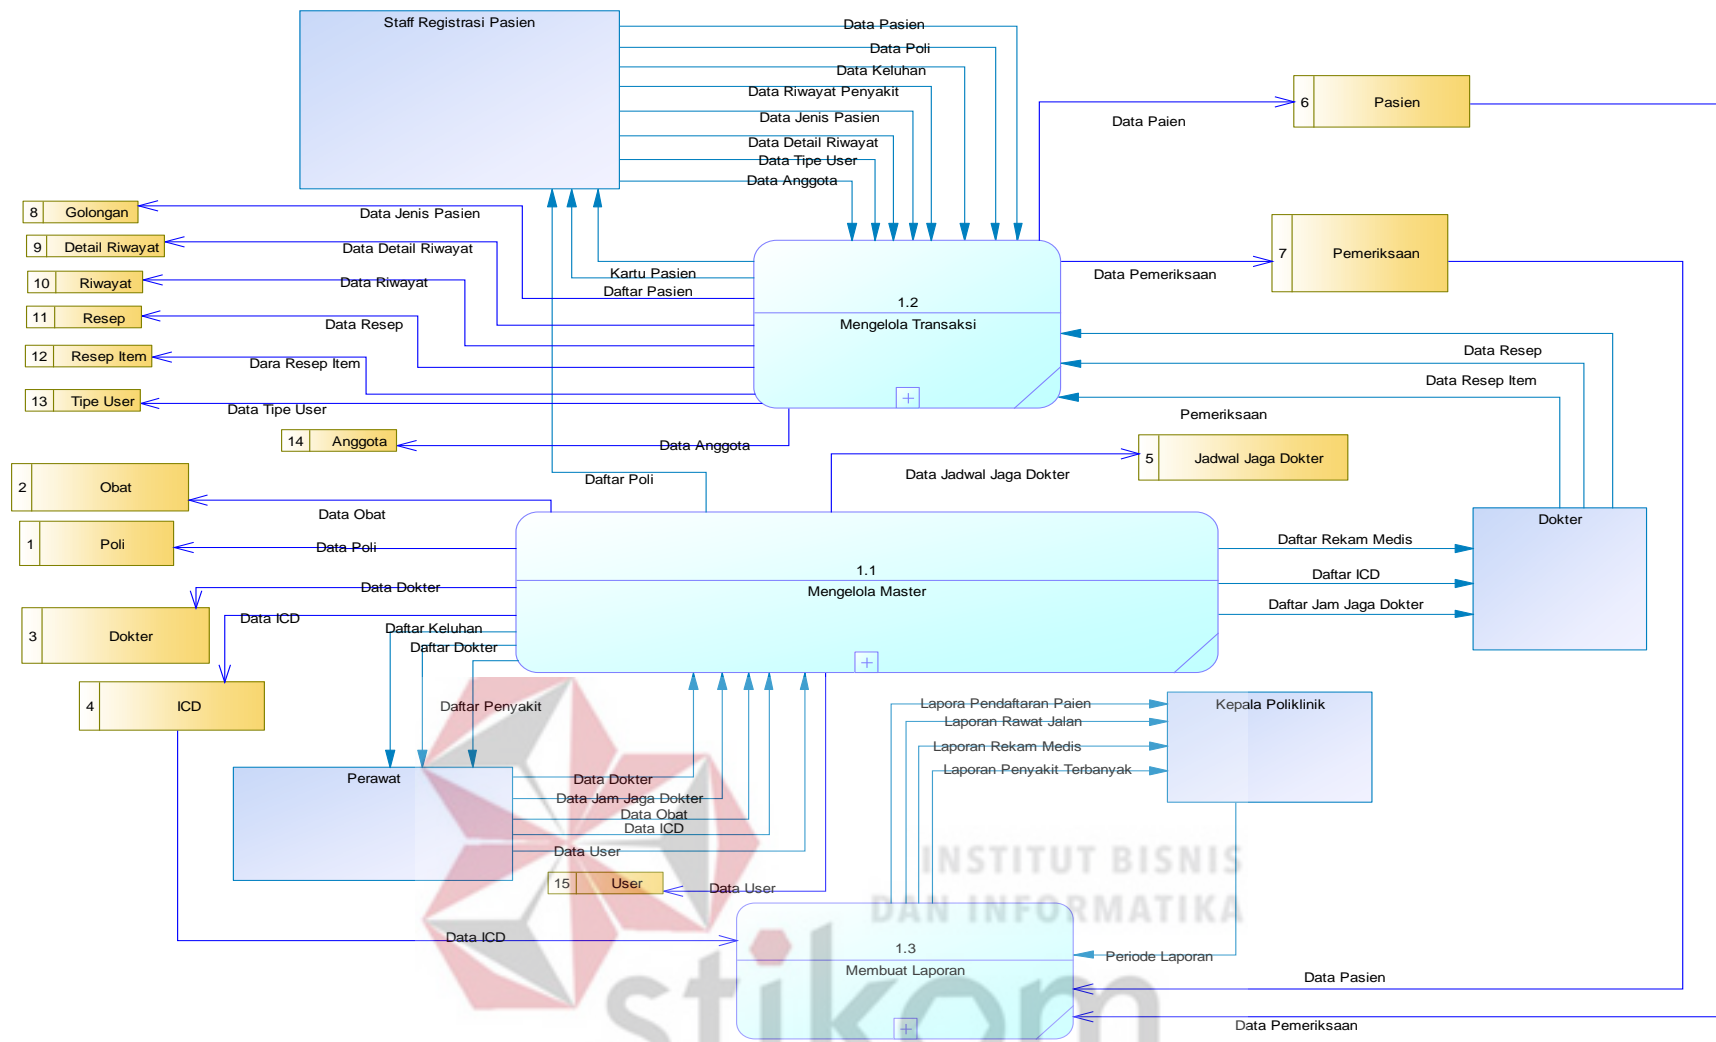 Staff Registrasi Pasien
Data Pasien
Data Poli
Data Keluhan
Data Riwayat Penyakit
Data Jenis Pasien
Data Detail Riwayat
Data Tipe User
Data Anggota
6 Pasien
Data Paien
7 Pemeriksaan
Data Pemeriksaan
8 Golongan
Data Jenis Pasien
9 Detail Riwayat
Data Detail Riwayat
10 Riwayat
Data Riwayat
11 Resep
Data Resep
12 Resep Item
Dara Resep Item
13 Tipe User
Data Tipe User
14 Anggota
Data Anggota
Kartu Pasien
Daftar Pasien
1.2
Mengelola Transaksi
Data Resep
Data Resep Item
Pemeriksaan
5 Jadwal Jaga Dokter
Data Jadwal Jaga Dokter
Daftar Poli
2 Obat
Data Obat
1 Poli
Data Poli
Data Dokter
3 Dokter
Data ICD
4 ICD
1.1
Mengelola Master
Dokter
Daftar Rekam Medis
Daftar ICD
Daftar Jam Jaga Dokter
Daftar Keluhan
Daftar Dokter
Daftar Penyakit
Perawat
Data Dokter
Data Jam Jaga Dokter
Data Obat
Data ICD
Data User
15 User
Data User
Lapora Pendaftaran Paien
Laporan Rawat Jalan
Laporan Rekam Medis
Laporan Penyakit Terbanyak
Kepala Poliklinik
INSTITUT BISNIS
DAN INFORMATIKA
stikom
Data ICD
1.3
Membuat Laporan
Periode Laporan
Data Pasien
Data Pemeriksaan